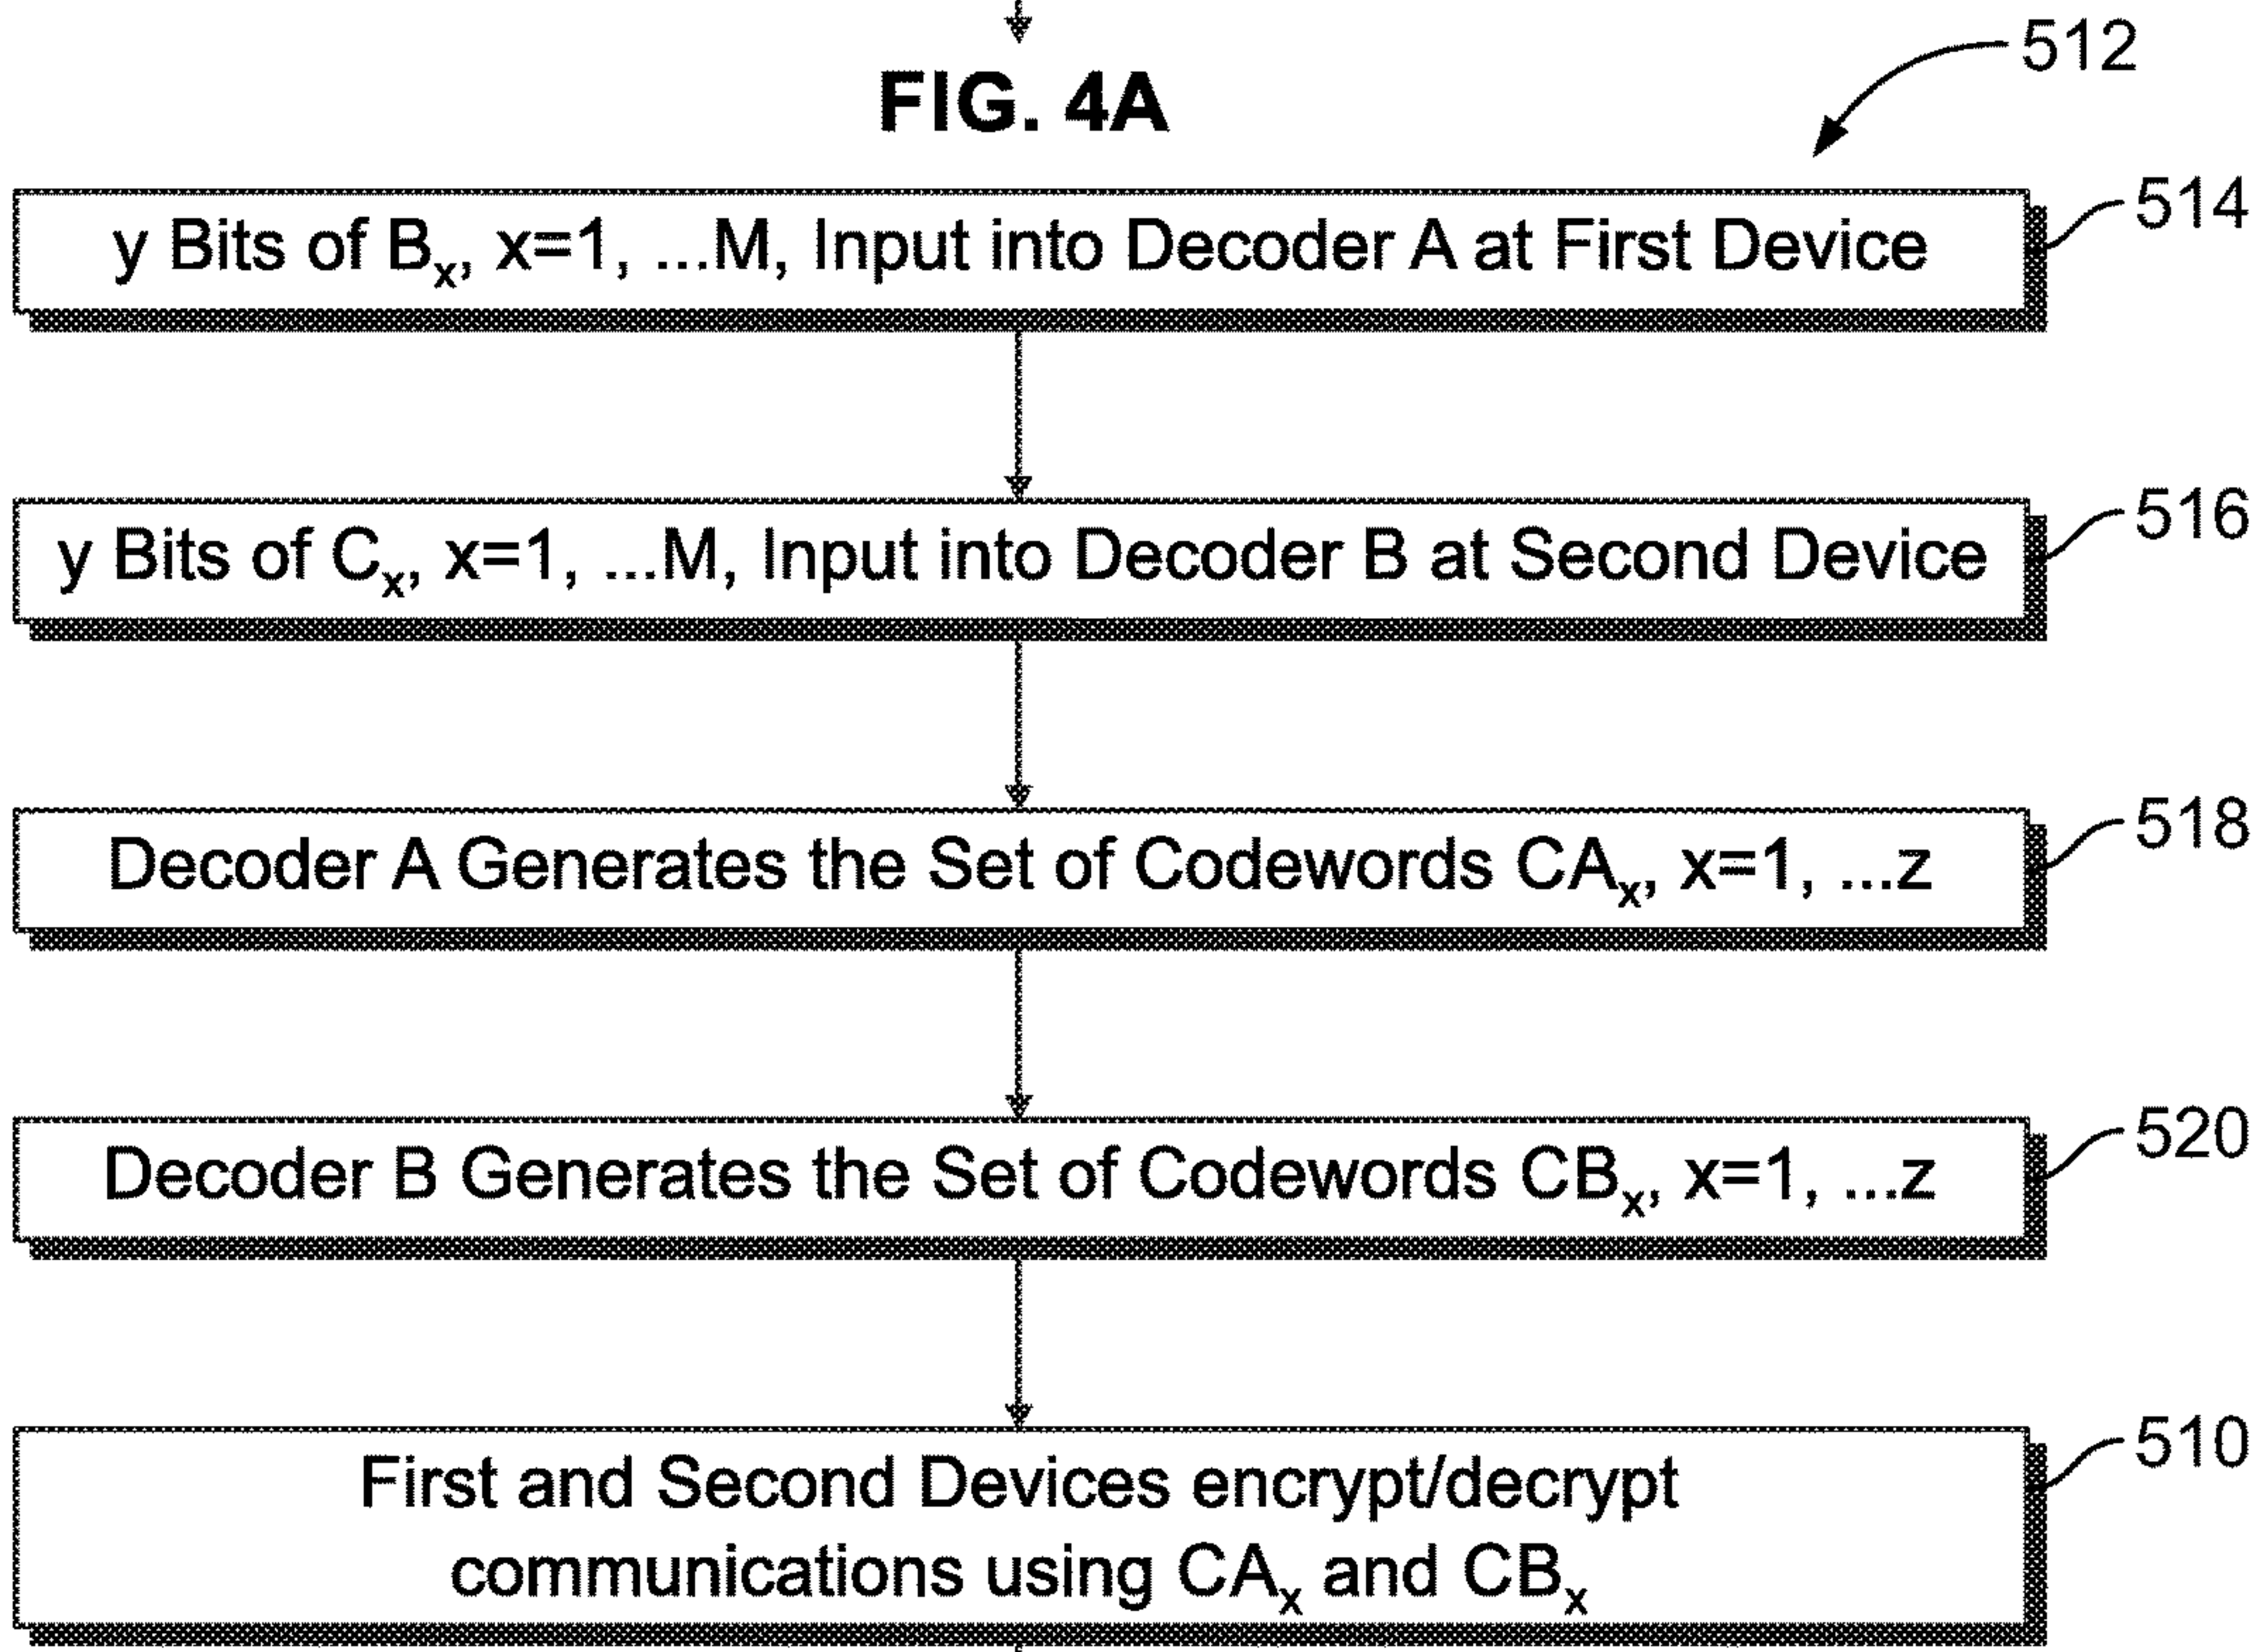 FIG. 4A
512
y Bits of Bₓ, x=1, ...M, Input into Decoder A at First Device
514
y Bits of Cₓ, x=1, ...M, Input into Decoder B at Second Device
516
Decoder A Generates the Set of Codewords CAₓ, x=1, ...z
518
Decoder B Generates the Set of Codewords CBₓ, x=1, ...z
520
First and Second Devices encrypt/decrypt
communications using CAₓ and CBₓ
510